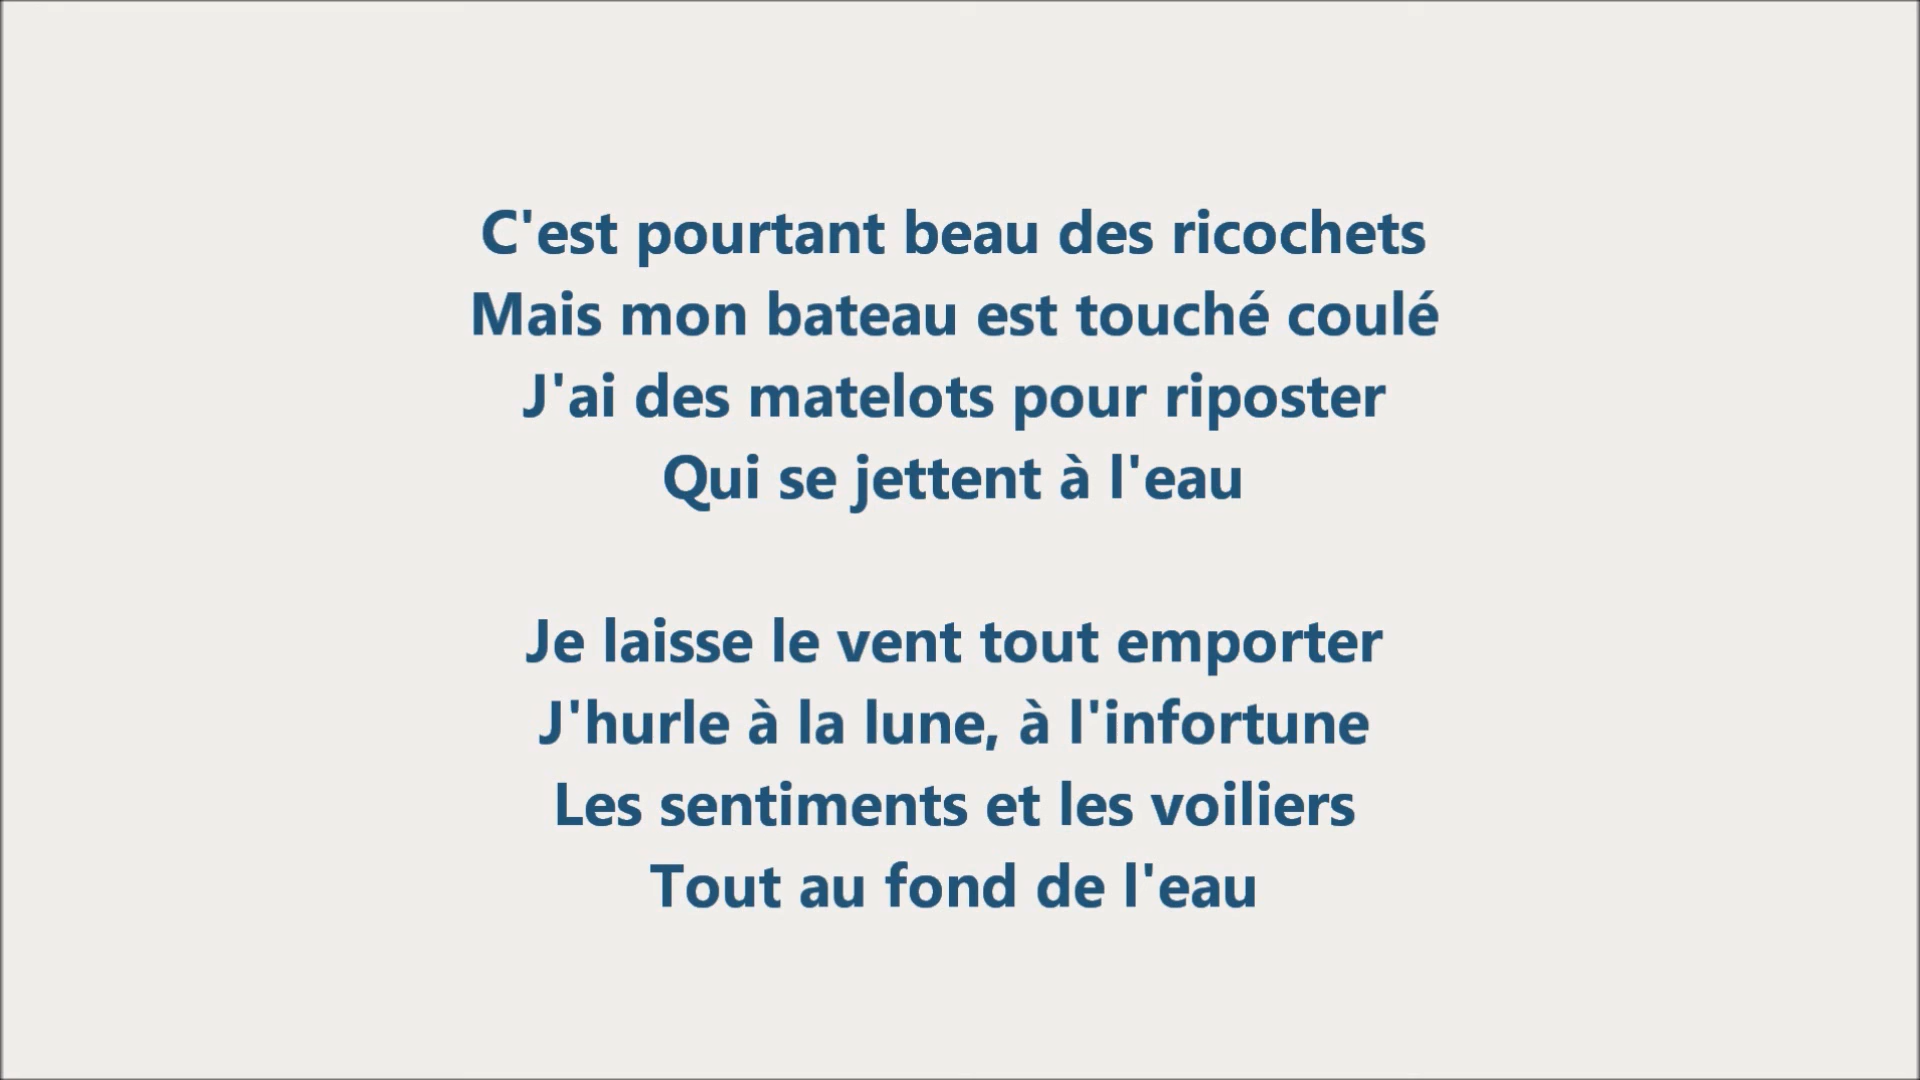 C'est pourtant beau des ricochets
Mais mon bateau est touché coulé
J'ai des matelots pour riposter
Qui se jettent à l'eau
Je laisse le vent tout emporter
J'hurle à la lune, à l'infortune
Les sentiments et les voiliers
Tout au fond de l'eau